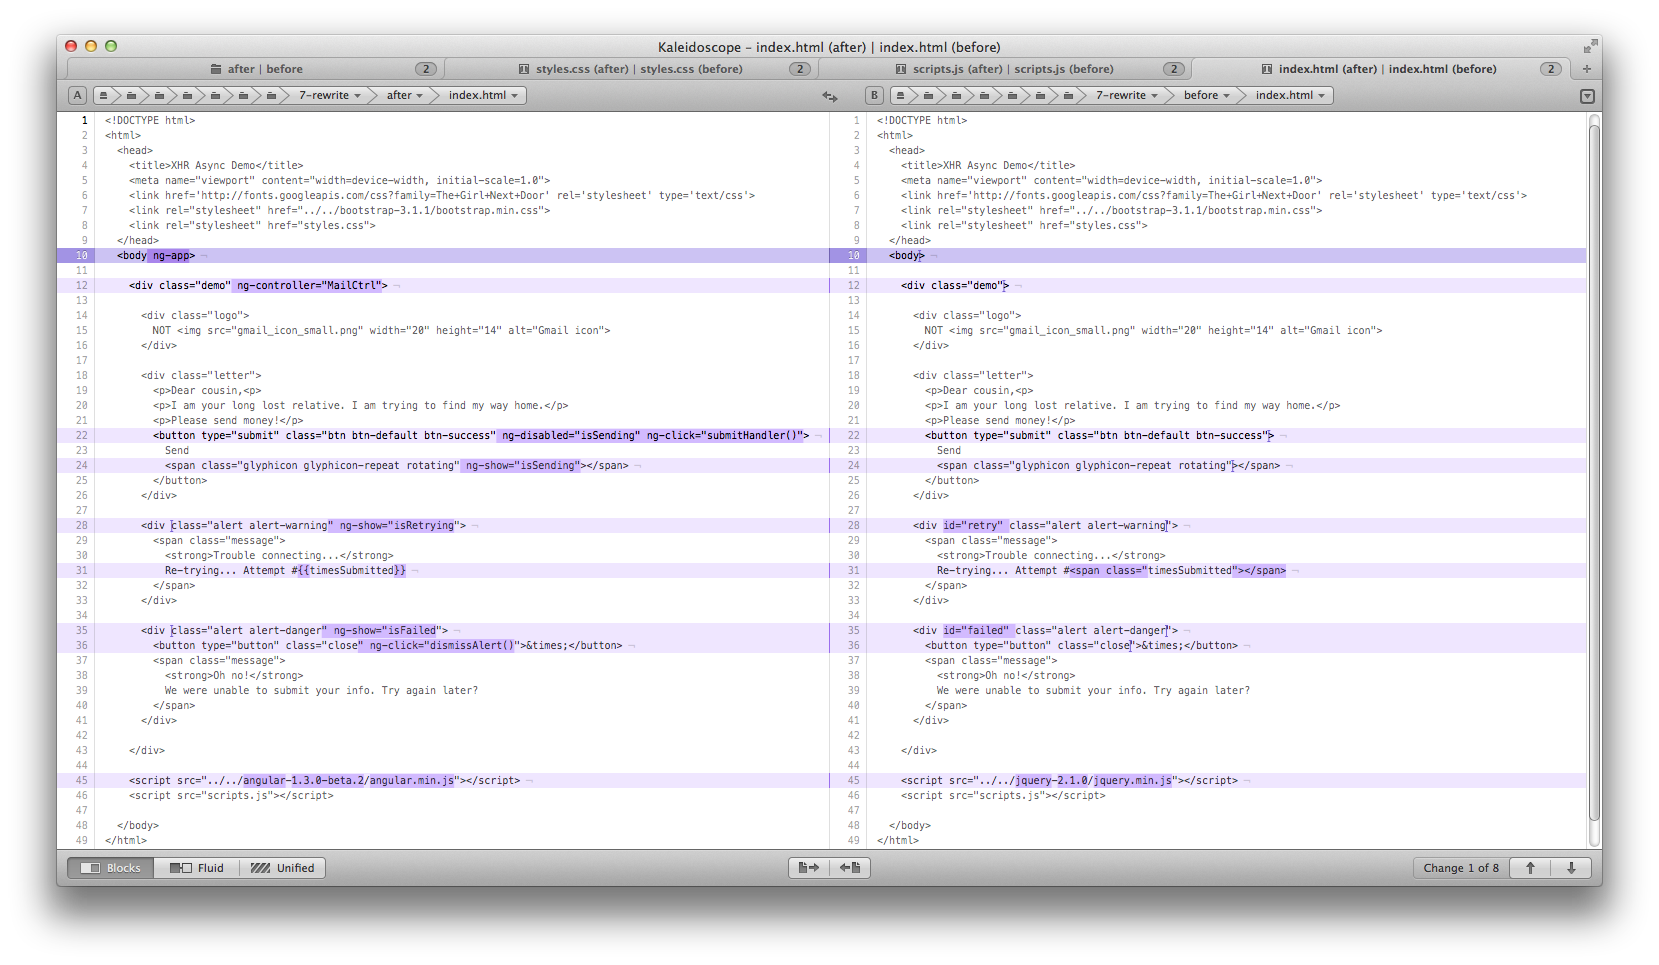 Kaleidoscope – index.html (after) | index.html (before)
after | before 2
styles.css (after) | styles.css (before) 2
scripts.js (after) | scripts.js (before) 2
index.html (after) | index.html (before) 2 +
A 7-rewrite after index.html
B 7-rewrite before index.html
1 <!DOCTYPE html>
2 <html>
3 <head>
4 <title>XHR Async Demo</title>
5 <meta name="viewport" content="width=device-width, initial-scale=1.0">
6 <link href='http://fonts.googleapis.com/css?family=The+Girl+Next+Door' rel='stylesheet' type='text/css'>
7 <link rel="stylesheet" href="../../bootstrap-3.1.1/bootstrap.min.css">
8 <link rel="stylesheet" href="styles.css">
9 </head>
10 <body ng-app> ¬
11
12 <div class="demo" ng-controller="MailCtrl"> ¬
13
14 <div class="logo">
15 NOT <img src="gmail_icon_small.png" width="20" height="14" alt="Gmail icon">
16 </div>
17
18 <div class="letter">
19 <p>Dear cousin,<p>
20 <p>I am your long lost relative. I am trying to find my way home.</p>
21 <p>Please send money!</p>
22 <button type="submit" class="btn btn-default btn-success" ng-disabled="isSending" ng-click="submitHandler()"> ¬
23 Send
24 <span class="glyphicon glyphicon-repeat rotating" ng-show="isSending"></span> ¬
25 </button>
26 </div>
27
28 <div class="alert alert-warning" ng-show="isRetrying"> ¬
29 <span class="message">
30 <strong>Trouble connecting...</strong>
31 Re-trying... Attempt #{{timesSubmitted}} ¬
32 </span>
33 </div>
34
35 <div class="alert alert-danger" ng-show="isFailed"> ¬
36 <button type="button" class="close" ng-click="dismissAlert()">&times;</button> ¬
37 <span class="message">
38 <strong>Oh no!</strong>
39 We were unable to submit your info. Try again later?
40 </span>
41 </div>
42
43 </div>
44
45 <script src="../../angular-1.3.0-beta.2/angular.min.js"></script> ¬
46 <script src="scripts.js"></script>
47
48 </body>
49 </html>
1 <!DOCTYPE html>
2 <html>
3 <head>
4 <title>XHR Async Demo</title>
5 <meta name="viewport" content="width=device-width, initial-scale=1.0">
6 <link href='http://fonts.googleapis.com/css?family=The+Girl+Next+Door' rel='stylesheet' type='text/css'>
7 <link rel="stylesheet" href="../../bootstrap-3.1.1/bootstrap.min.css">
8 <link rel="stylesheet" href="styles.css">
9 </head>
10 <body> ¬
11
12 <div class="demo"> ¬
13
14 <div class="logo">
15 NOT <img src="gmail_icon_small.png" width="20" height="14" alt="Gmail icon">
16 </div>
17
18 <div class="letter">
19 <p>Dear cousin,<p>
20 <p>I am your long lost relative. I am trying to find my way home.</p>
21 <p>Please send money!</p>
22 <button type="submit" class="btn btn-default btn-success"> ¬
23 Send
24 <span class="glyphicon glyphicon-repeat rotating"></span> ¬
25 </button>
26 </div>
27
28 <div id="retry" class="alert alert-warning"> ¬
29 <span class="message">
30 <strong>Trouble connecting...</strong>
31 Re-trying... Attempt #<span class="timesSubmitted"></span> ¬
32 </span>
33 </div>
34
35 <div id="failed" class="alert alert-danger"> ¬
36 <button type="button" class="close">&times;</button> ¬
37 <span class="message">
38 <strong>Oh no!</strong>
39 We were unable to submit your info. Try again later?
40 </span>
41 </div>
42
43 </div>
44
45 <script src="../../jquery-2.1.0/jquery.min.js"></script> ¬
46 <script src="scripts.js"></script>
47
48 </body>
49 </html>
Blocks Fluid Unified
Change 1 of 8